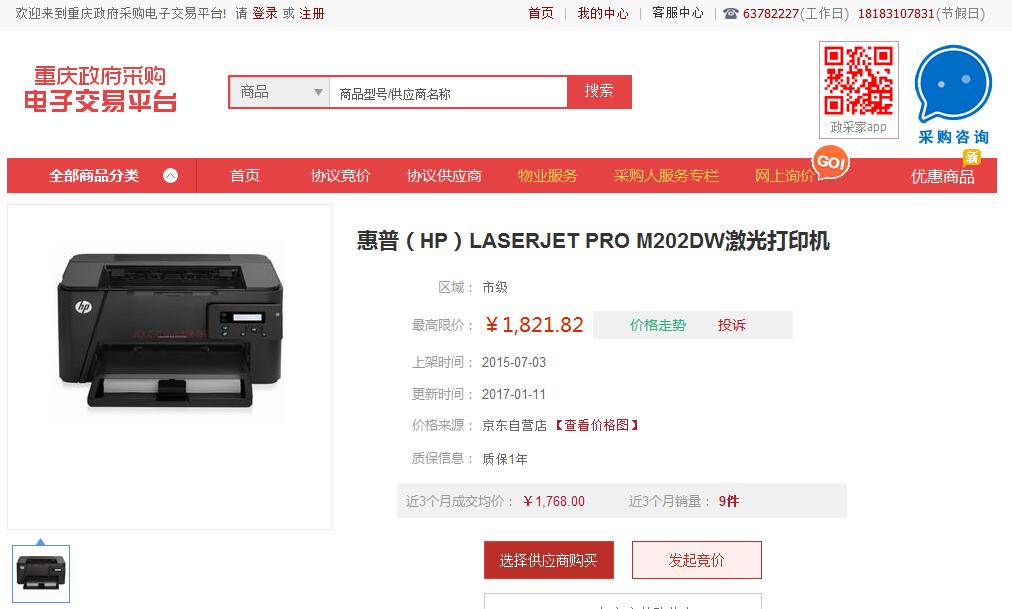 欢迎来到重庆政府采购电子交易平台! 请 登录 或 注册
首页 我的中心 客服中心 63782227(工作日) 18183107831(节假日)
重庆政府采购
电子交易平台
商品 商品型号/供应商名称 搜索
政采家app
采购咨询
全部商品分类 首页 协议竞价 协议供应商 物业服务 采购人服务专栏 网上询价 GO! 优惠商品 新
惠普（HP）LASERJET PRO M202DW激光打印机
hp
区域： 市级
最高限价： ￥1,821.82 价格走势 投诉
上架时间： 2015-07-03
更新时间： 2017-01-11
价格来源： 京东自营店【查看价格图】
质保信息： 质保1年
近3个月成交均价： ￥1,768.00 近3个月销量： 9件
选择供应商购买 发起竞价